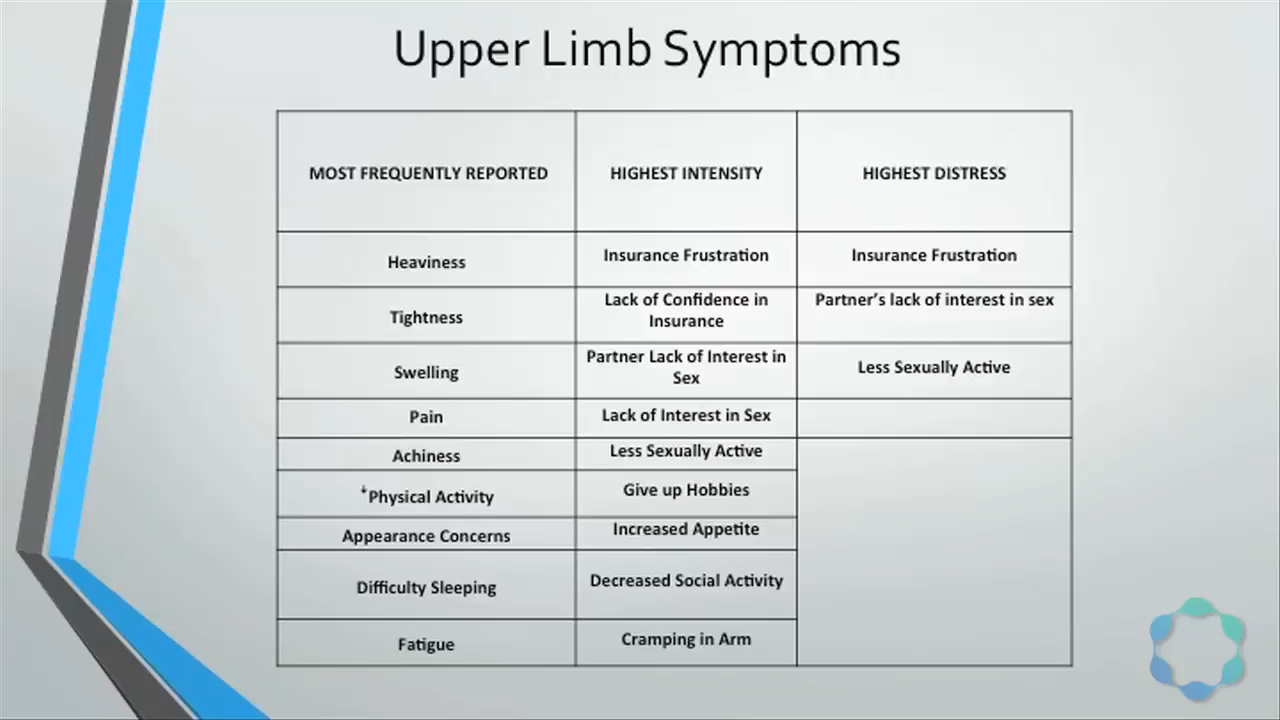 Upper Limb Symptoms
MOST FREQUENTLY REPORTED
HIGHEST INTENSITY
HIGHEST DISTRESS
Heaviness
Insurance Frustration
Insurance Frustration
Tightness
Lack of Confidence in
Insurance
Partner’s lack of interest in sex
Swelling
Partner Lack of Interest in
Sex
Less Sexually Active
Pain
Lack of Interest in Sex
Achiness
Less Sexually Active
↓Physical Activity
Give up Hobbies
Appearance Concerns
Increased Appetite
Difficulty Sleeping
Decreased Social Activity
Fatigue
Cramping in Arm